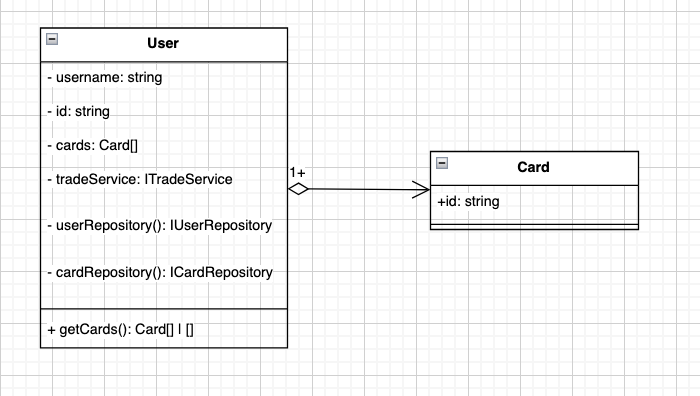 User
- username: string
- id: string
- cards: Card[]
- tradeService: ITradeService
- userRepository(): IUserRepository
- cardRepository(): ICardRepository
+ getCards(): Card[] | []
1+
Card
+id: string